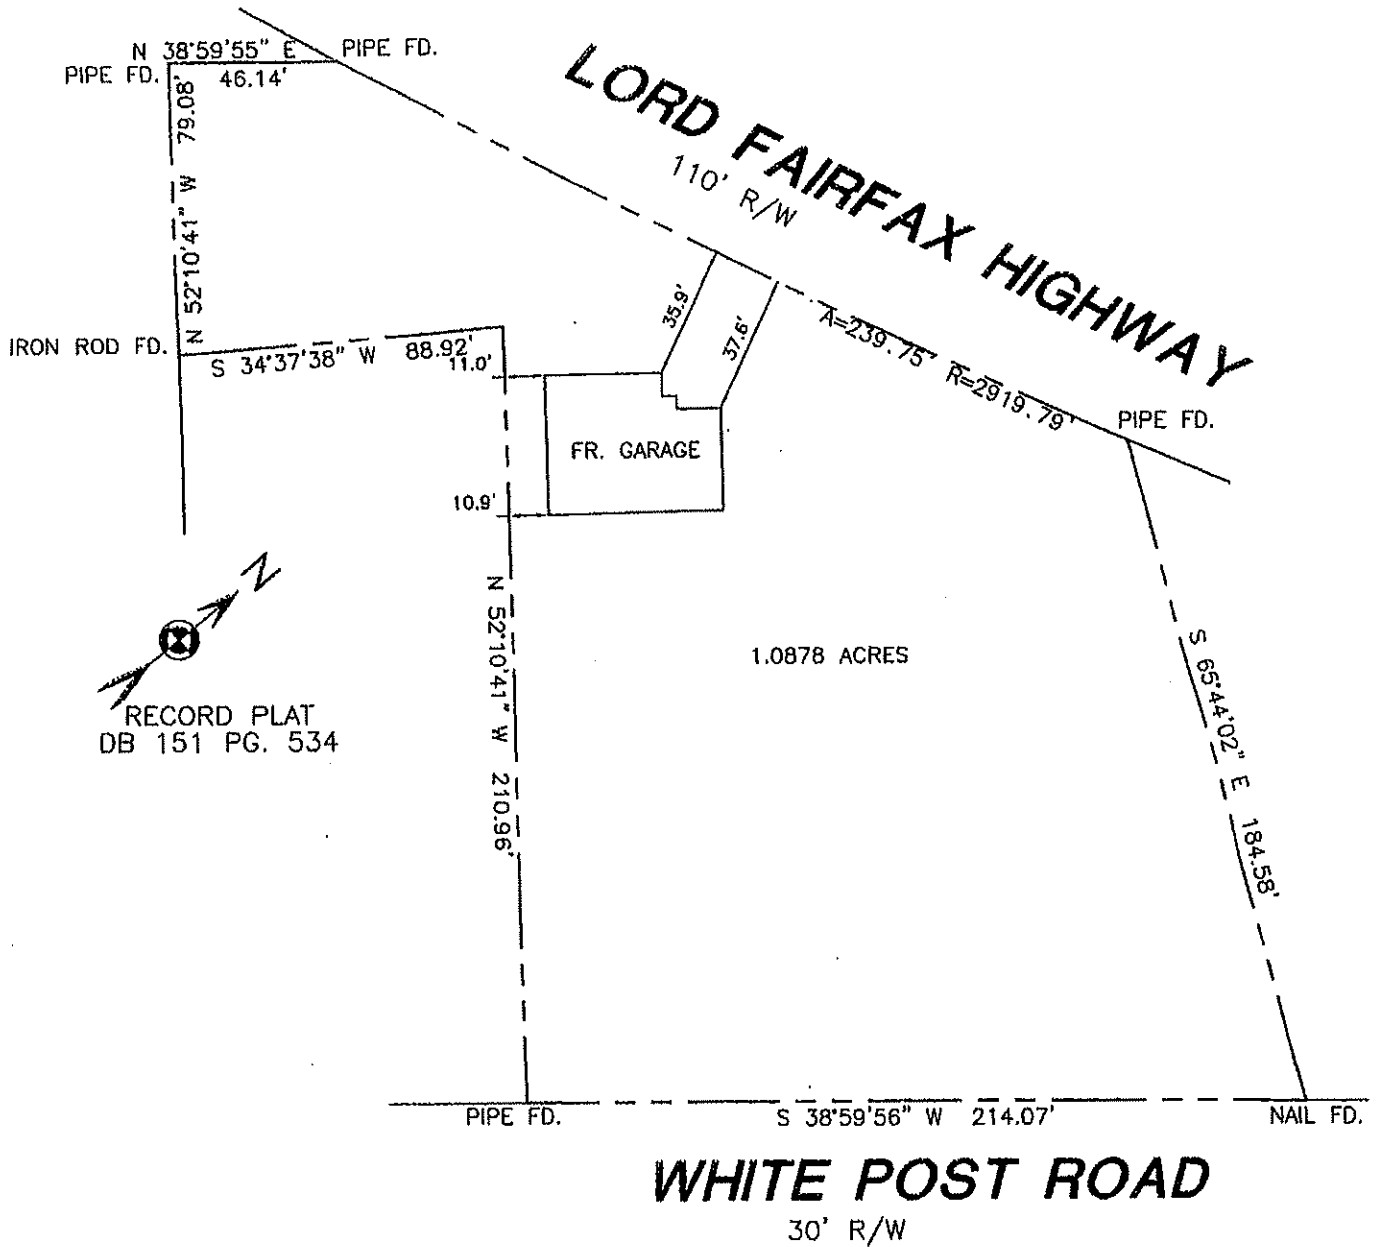 N 38°59'55" E
PIPE FD.
PIPE FD.
46.14'
N 52°10'41" W 79.08'
LORD FAIRFAX HIGHWAY
110' R/W
IRON ROD FD.
S 34°37'38" W 88.92'
11.0'
35.9'
37.6'
A=239.75' R=2919.79'
PIPE FD.
FR. GARAGE
10.9'
N
N 52°10'41" W 210.96'
1.0878 ACRES
S 65°44'02" E 184.58'
RECORD PLAT
DB 151 PG. 534
PIPE FD.
S 38°59'56" W 214.07'
NAIL FD.
WHITE POST ROAD
30' R/W